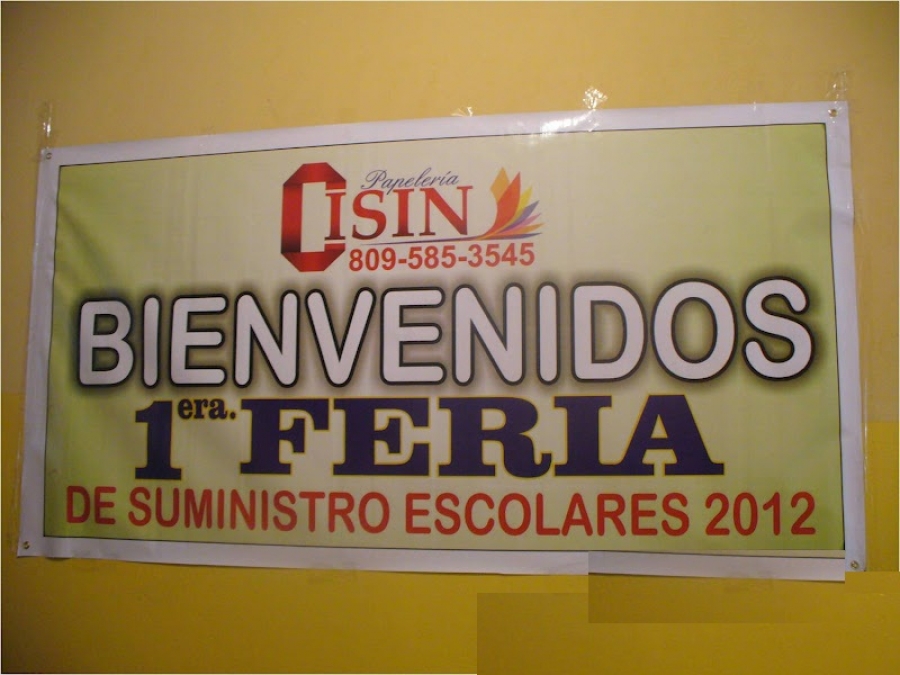 Papelería
CISIN
809-585-3545
BIENVENIDOS
1era. FERIA
DE SUMINISTRO ESCOLARES 2012